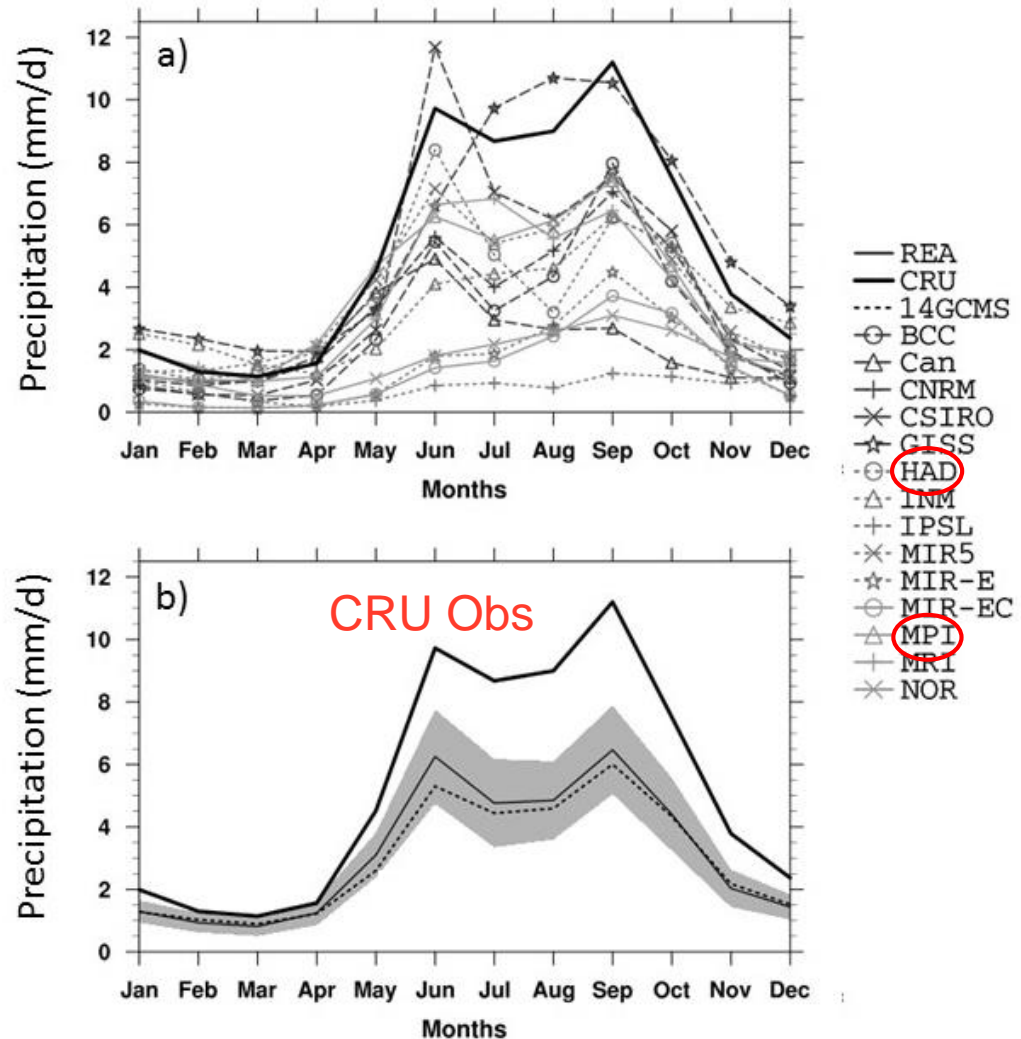 Precipitation (mm/d)
a)
12
10
8
6
4
2
0
Jan Feb Mar Apr May Jun Jul Aug Sep Oct Nov Dec
Months
REA
CRU
14GCMS
BCC
Can
CNRM
CSIRO
GISS
HAD
INM
IPSL
MIR5
MIR-E
MIR-EC
MPI
MRI
NOR
Precipitation (mm/d)
b)
CRU Obs
12
10
8
6
4
2
0
Jan Feb Mar Apr May Jun Jul Aug Sep Oct Nov Dec
Months